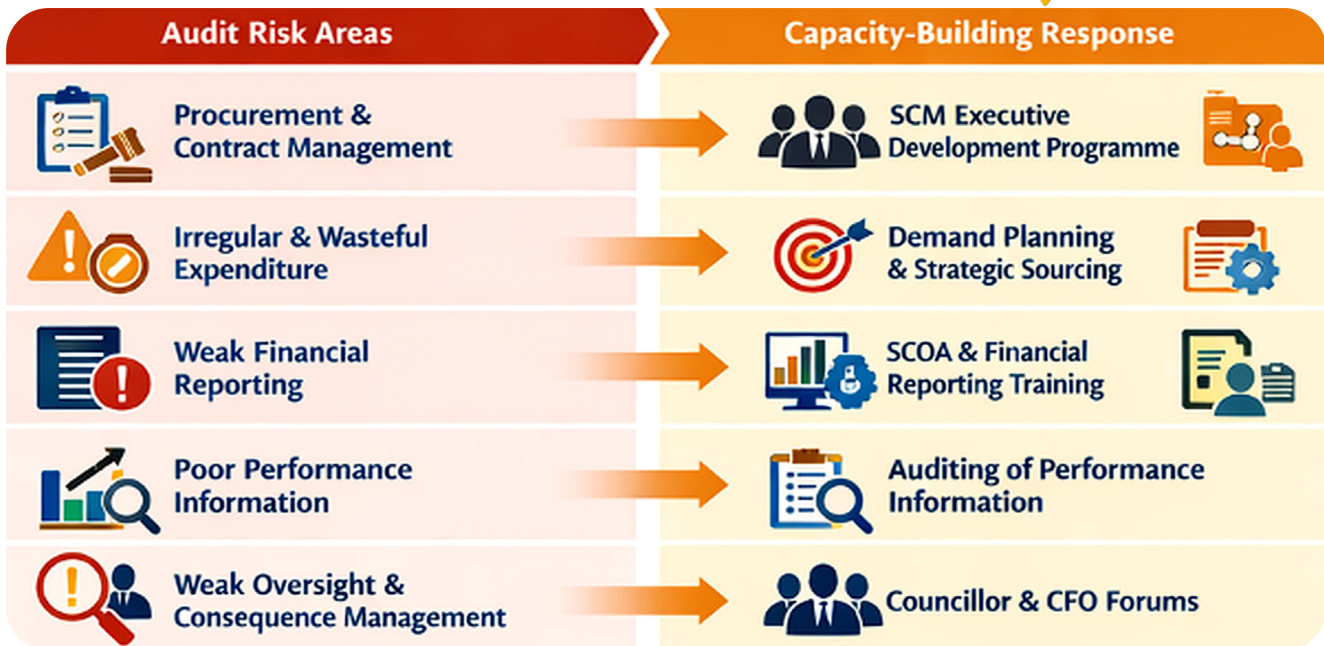 Audit Risk Areas
Capacity-Building Response
Procurement &
Contract Management
SCM Executive
Development Programme
Irregular & Wasteful
Expenditure
Demand Planning
& Strategic Sourcing
Weak Financial
Reporting
SCOA & Financial
Reporting Training
Poor Performance
Information
Auditing of Performance
Information
Weak Oversight &
Consequence Management
Councillor & CFO Forums